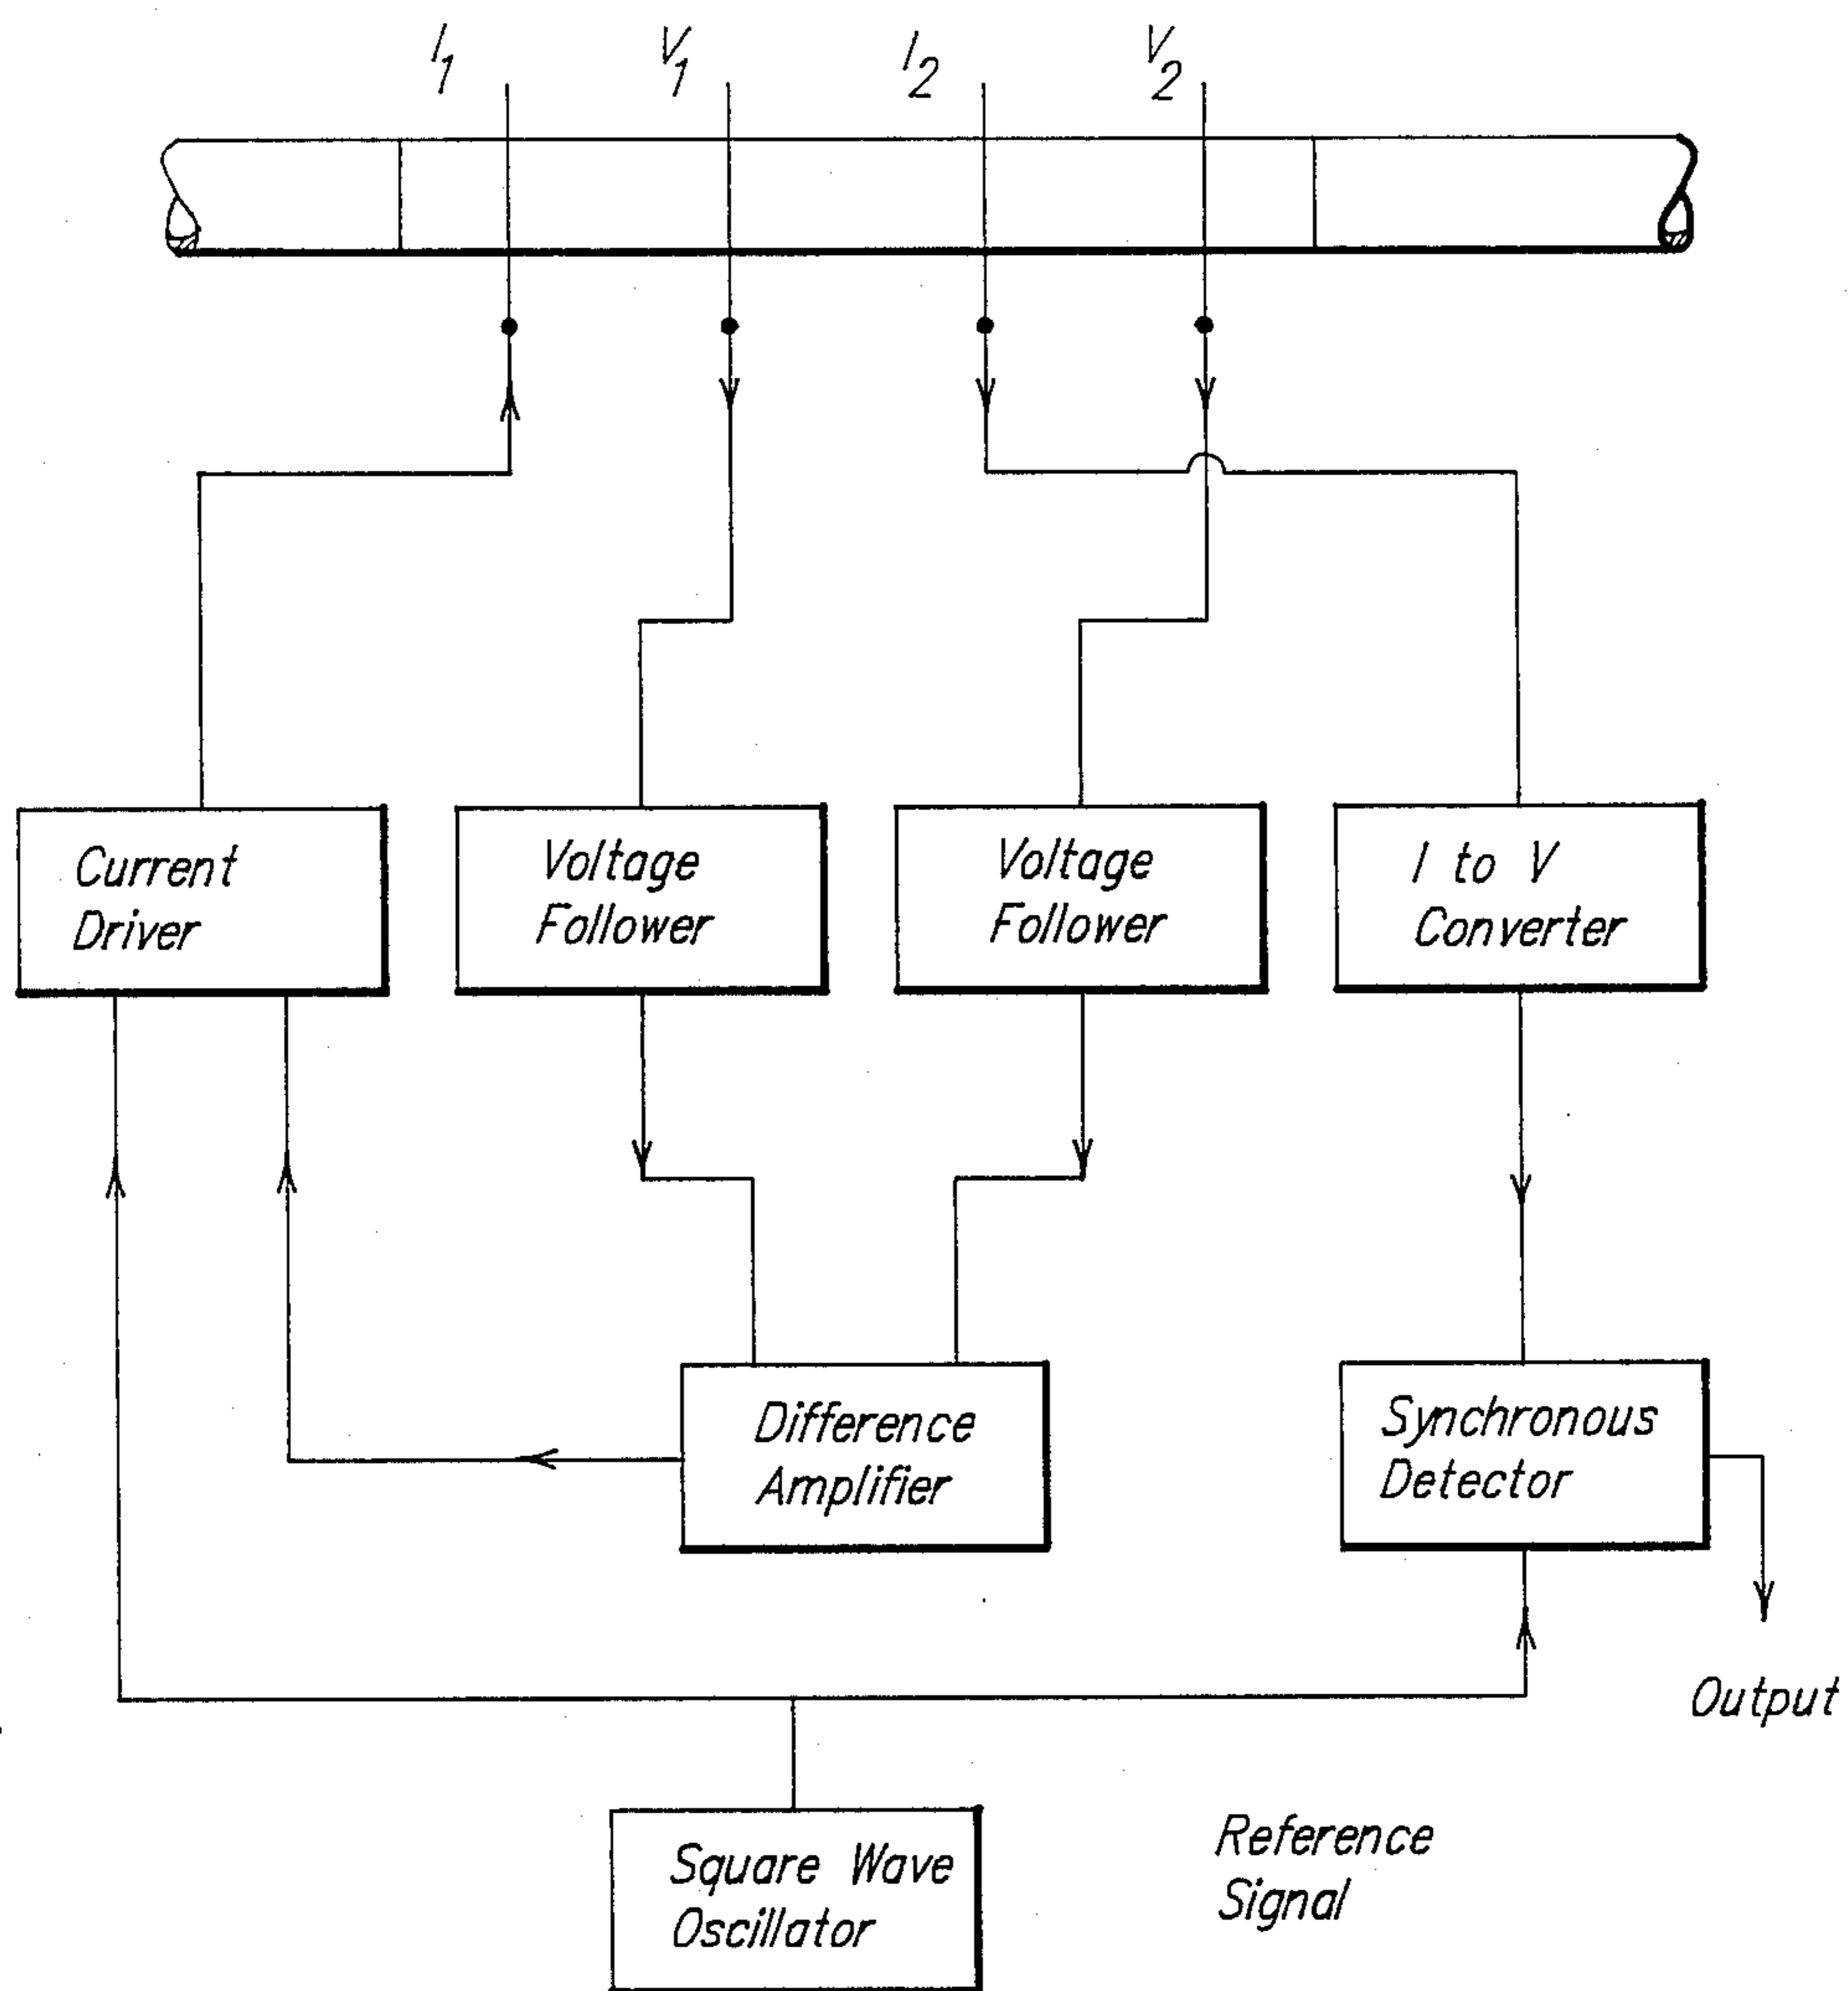 I1 V1 I2 V2
Current
Driver
Voltage
Follower
Voltage
Follower
I to V
Converter
Difference
Amplifier
Synchronous
Detector
Output
Square Wave
Oscillator
Reference
Signal